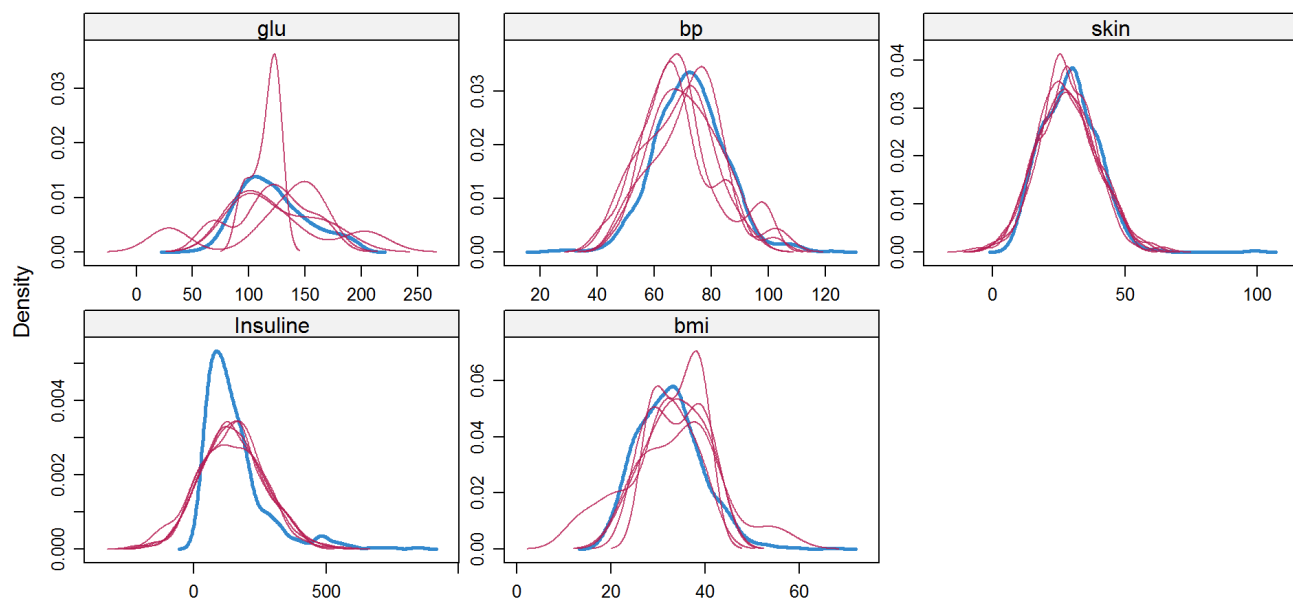 glu
bp
skin
0.00 0.01 0.02 0.03
0.00 0.01 0.02 0.03
0.00 0.01 0.02 0.03 0.04
0 50 100 150 200 250
20 40 60 80 100 120
0 50 100
Density
Insuline
bmi
0.000 0.002 0.004
0.00 0.02 0.04 0.06
0 500
0 20 40 60